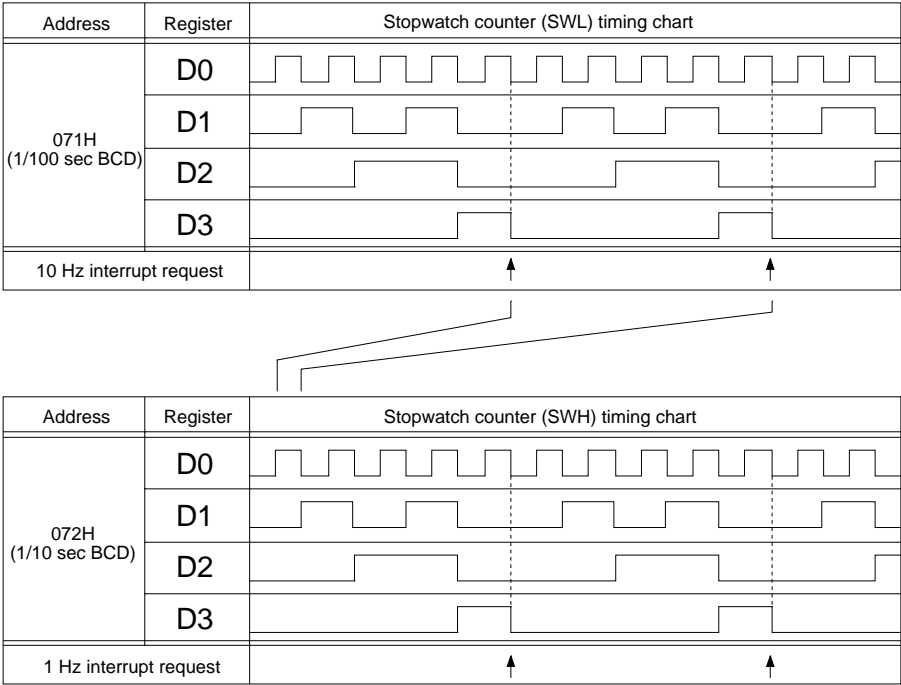 Address Register Stopwatch counter (SWL) timing chart
071H
(1/100 sec BCD)
D0
D1
D2
D3
10 Hz interrupt request
Address Register Stopwatch counter (SWH) timing chart
072H
(1/10 sec BCD)
D0
D1
D2
D3
1 Hz interrupt request